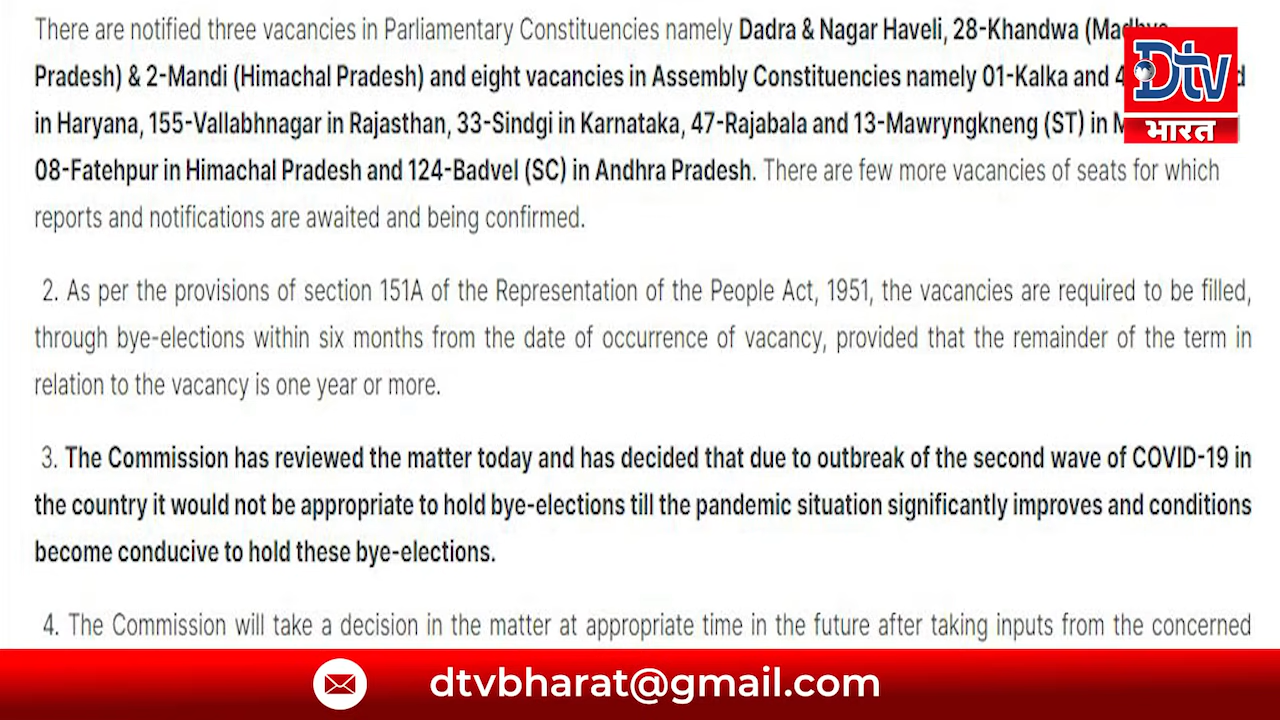 There are notified three vacancies in Parliamentary Constituencies namely Dadra & Nagar Haveli, 28-Khandwa (Madhya
Pradesh) & 2-Mandi (Himachal Pradesh) and eight vacancies in Assembly Constituencies namely 01-Kalka and
in Haryana, 155-Vallabhnagar in Rajasthan, 33-Sindgi in Karnataka, 47-Rajabala and 13-Mawryngkneng (ST) in
08-Fatehpur in Himachal Pradesh and 124-Badvel (SC) in Andhra Pradesh. There are few more vacancies of seats for which
reports and notifications are awaited and being confirmed.
2. As per the provisions of section 151A of the Representation of the People Act, 1951, the vacancies are required to be filled,
through bye-elections within six months from the date of occurrence of vacancy, provided that the remainder of the term in
relation to the vacancy is one year or more.
3. The Commission has reviewed the matter today and has decided that due to outbreak of the second wave of COVID-19 in
the country it would not be appropriate to hold bye-elections till the pandemic situation significantly improves and conditions
become conducive to hold these bye-elections.
4. The Commission will take a decision in the matter at appropriate time in the future after taking inputs from the concerned
Dtv
भारत
dtvbharat@gmail.com